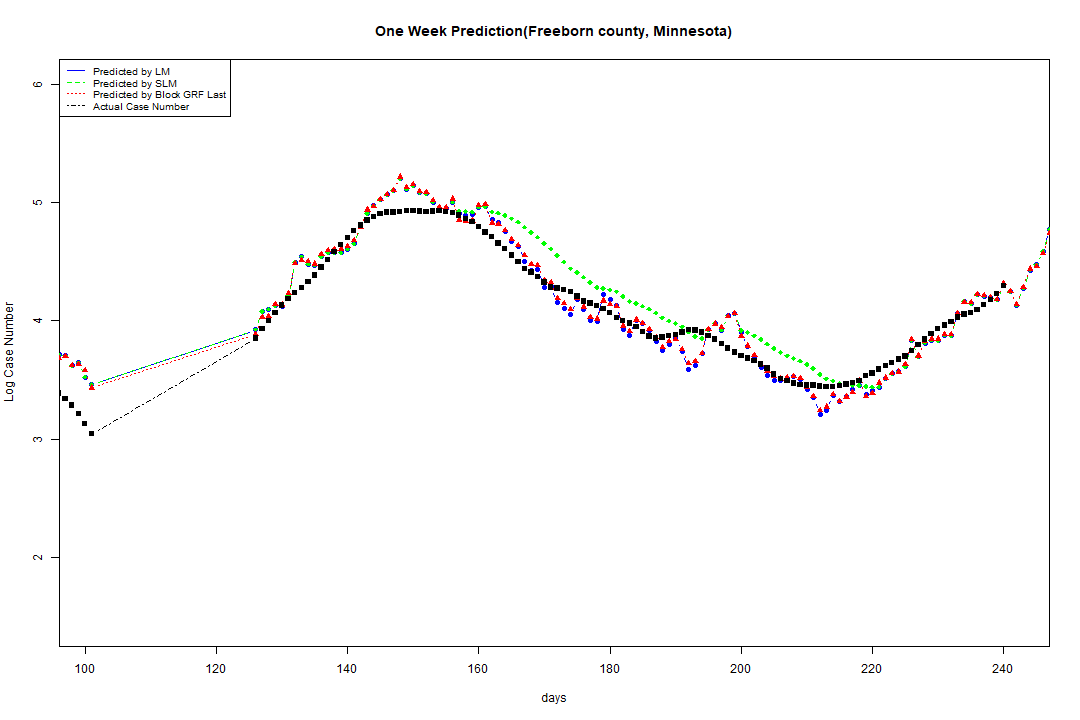 One Week Prediction(Freeborn county, Minnesota)
Predicted by LM
Predicted by SLM
Predicted by Block GRF Last
Actual Case Number
6
5
4
3
2
Log Case Number
100 120 140 160 180 200 220 240
days